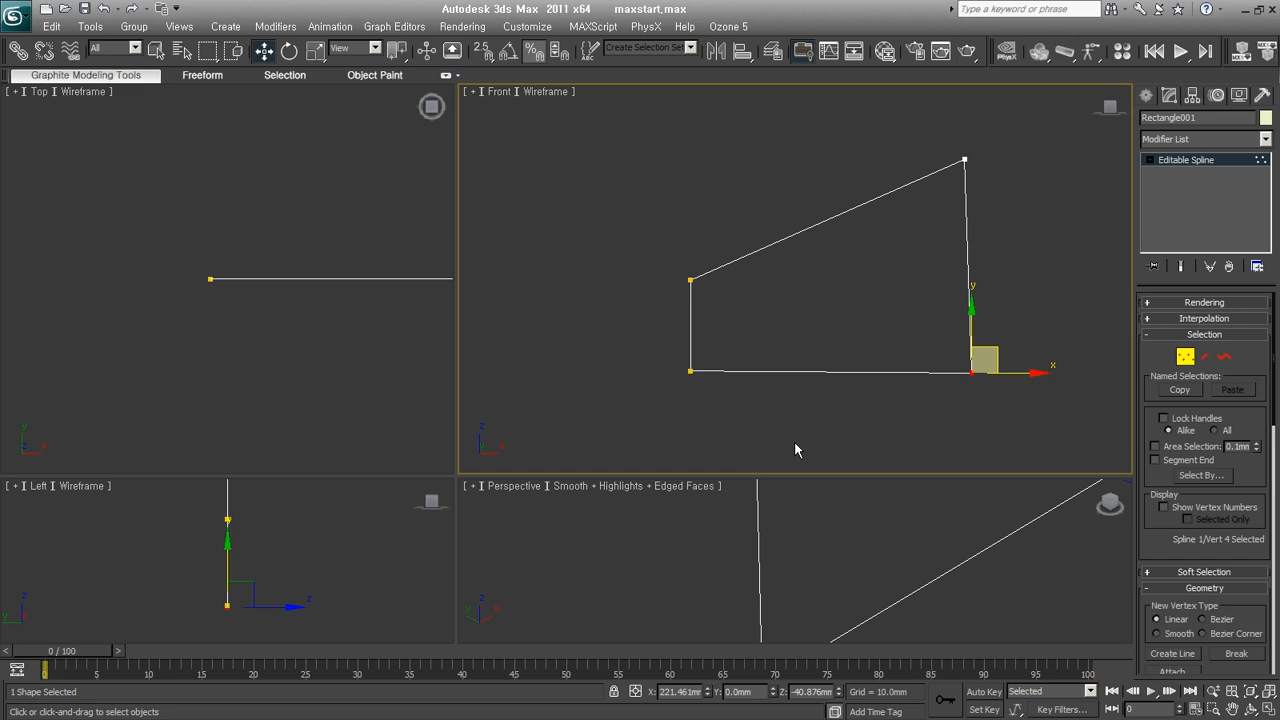 Autodesk 3ds Max 2011 x64 maxstart.max
Type a keyword or phrase
Edit Tools Group Views Create Modifiers Animation Graph Editors Rendering Customize MAXScript PhysX Ozone 5
All
View
2.5
Create Selection Set
PhysX
Graphite Modeling Tools Freeform Selection Object Paint
[ + ] Top ] Wireframe ]
[ + ] Front ] Wireframe ]
Rectangle001
Modifier List
Editable Spline
y
x
z
y
x
z
x
[ + ] Left ] Wireframe ]
[ + ] Perspective ] Smooth + Highlights + Edged Faces ]
y
z
z
y
z
y
x
+ Rendering
+ Interpolation
- Selection
Named Selections:
Copy Paste
Lock Handles
Alike All
Area Selection: 0.1mm
Segment End
Select By...
Display
Show Vertex Numbers
Selected Only
Spline 1/Vert 4 Selected
+ Soft Selection
- Geometry
New Vertex Type
Linear Bezier
Smooth Bezier Corner
Create Line Break
Attach
< 0 / 100 >
0 5 10 15 20 25 30 35 40 45 50 55 60 65 70 75 80 85 90 95 100
1 Shape Selected
X: 221.461mm Y: 0.0mm Z: -40.876mm Grid = 10.0mm
Auto Key Selected
Click or click-and-drag to select objects
Add Time Tag
Set Key Key Filters... 0